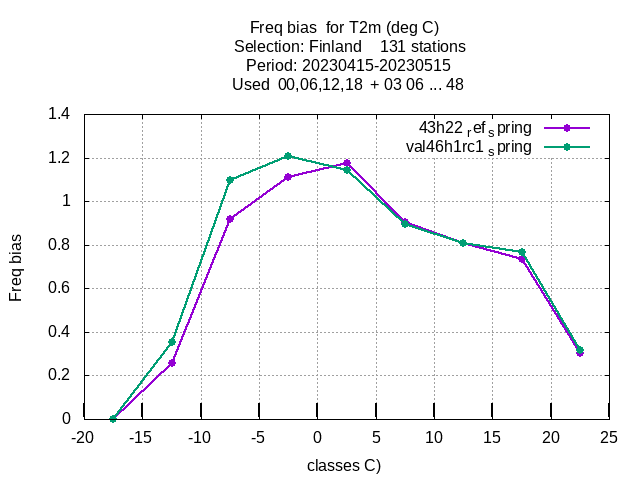 Freq bias  for T2m (deg C)
Selection: Finland    131 stations
Period: 20230415-20230515
Used  00,06,12,18  + 03 06 ... 48
43h22 ref spring
val46h1rc1 spring
Freq bias
1.4
1.2
1
0.8
0.6
0.4
0.2
0
-20 -15 -10 -5 0 5 10 15 20 25
classes C)